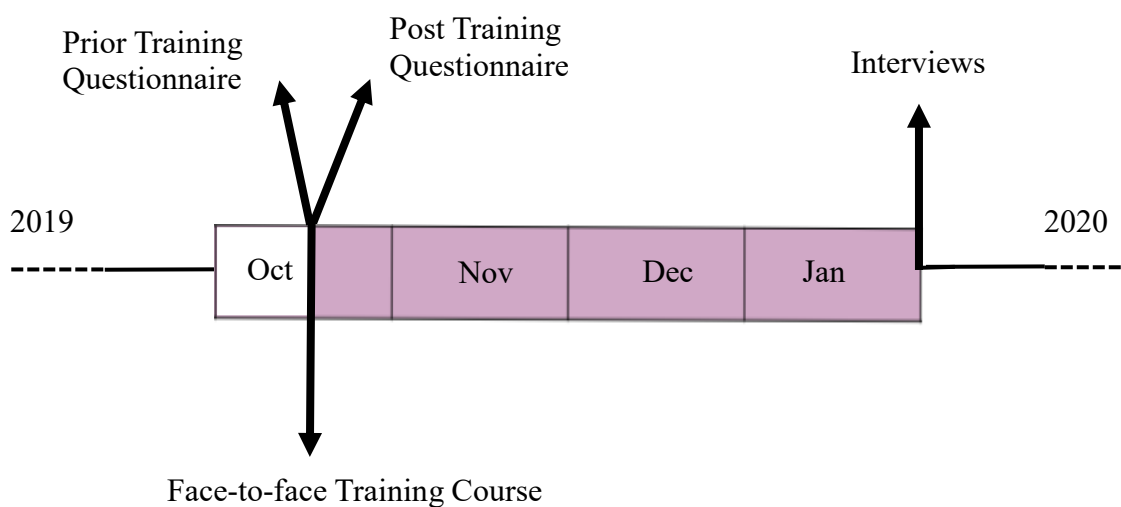 Prior Training
Questionnaire
Post Training
Questionnaire
Interviews
2019
2020
Oct
Nov
Dec
Jan
Face-to-face Training Course